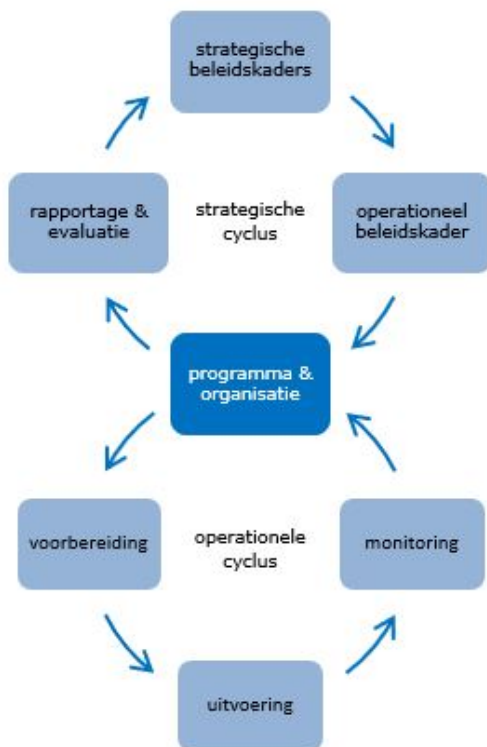 strategische
beleidskaders
rapportage &
evaluatie
strategische
cyclus
operationeel
beleidskader
programma &
organisatie
voorbereiding
operationele
cyclus
monitoring
uitvoering